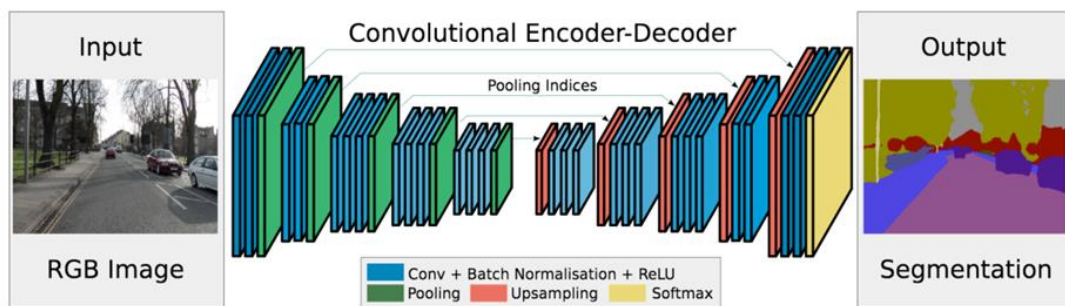 Input
RGB Image
Convolutional Encoder-Decoder
Pooling Indices
Conv + Batch Normalisation + ReLU
Pooling Upsampling Softmax
Output
Segmentation